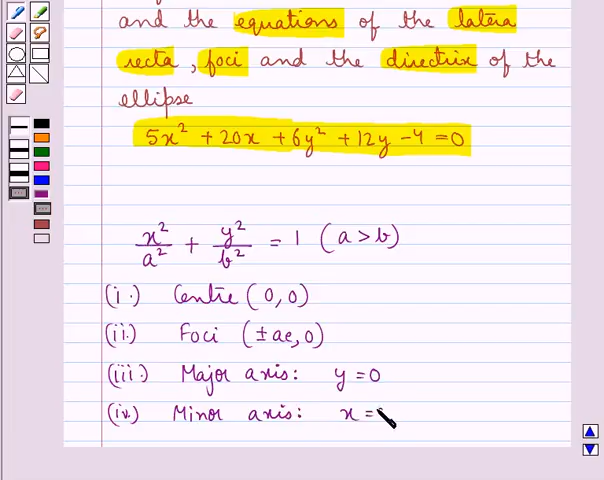 and the equations of the latera
recta , foci and the directrix of the
ellipse
5x² + 20x + 6y² + 12y - 4 = 0
x²/a² + y²/b² = 1 (a > b)
(i.) Centre (0, 0)
(ii.) Foci (± ae, 0)
(iii.) Major axis: y = 0
(iv.) Minor axis: x =